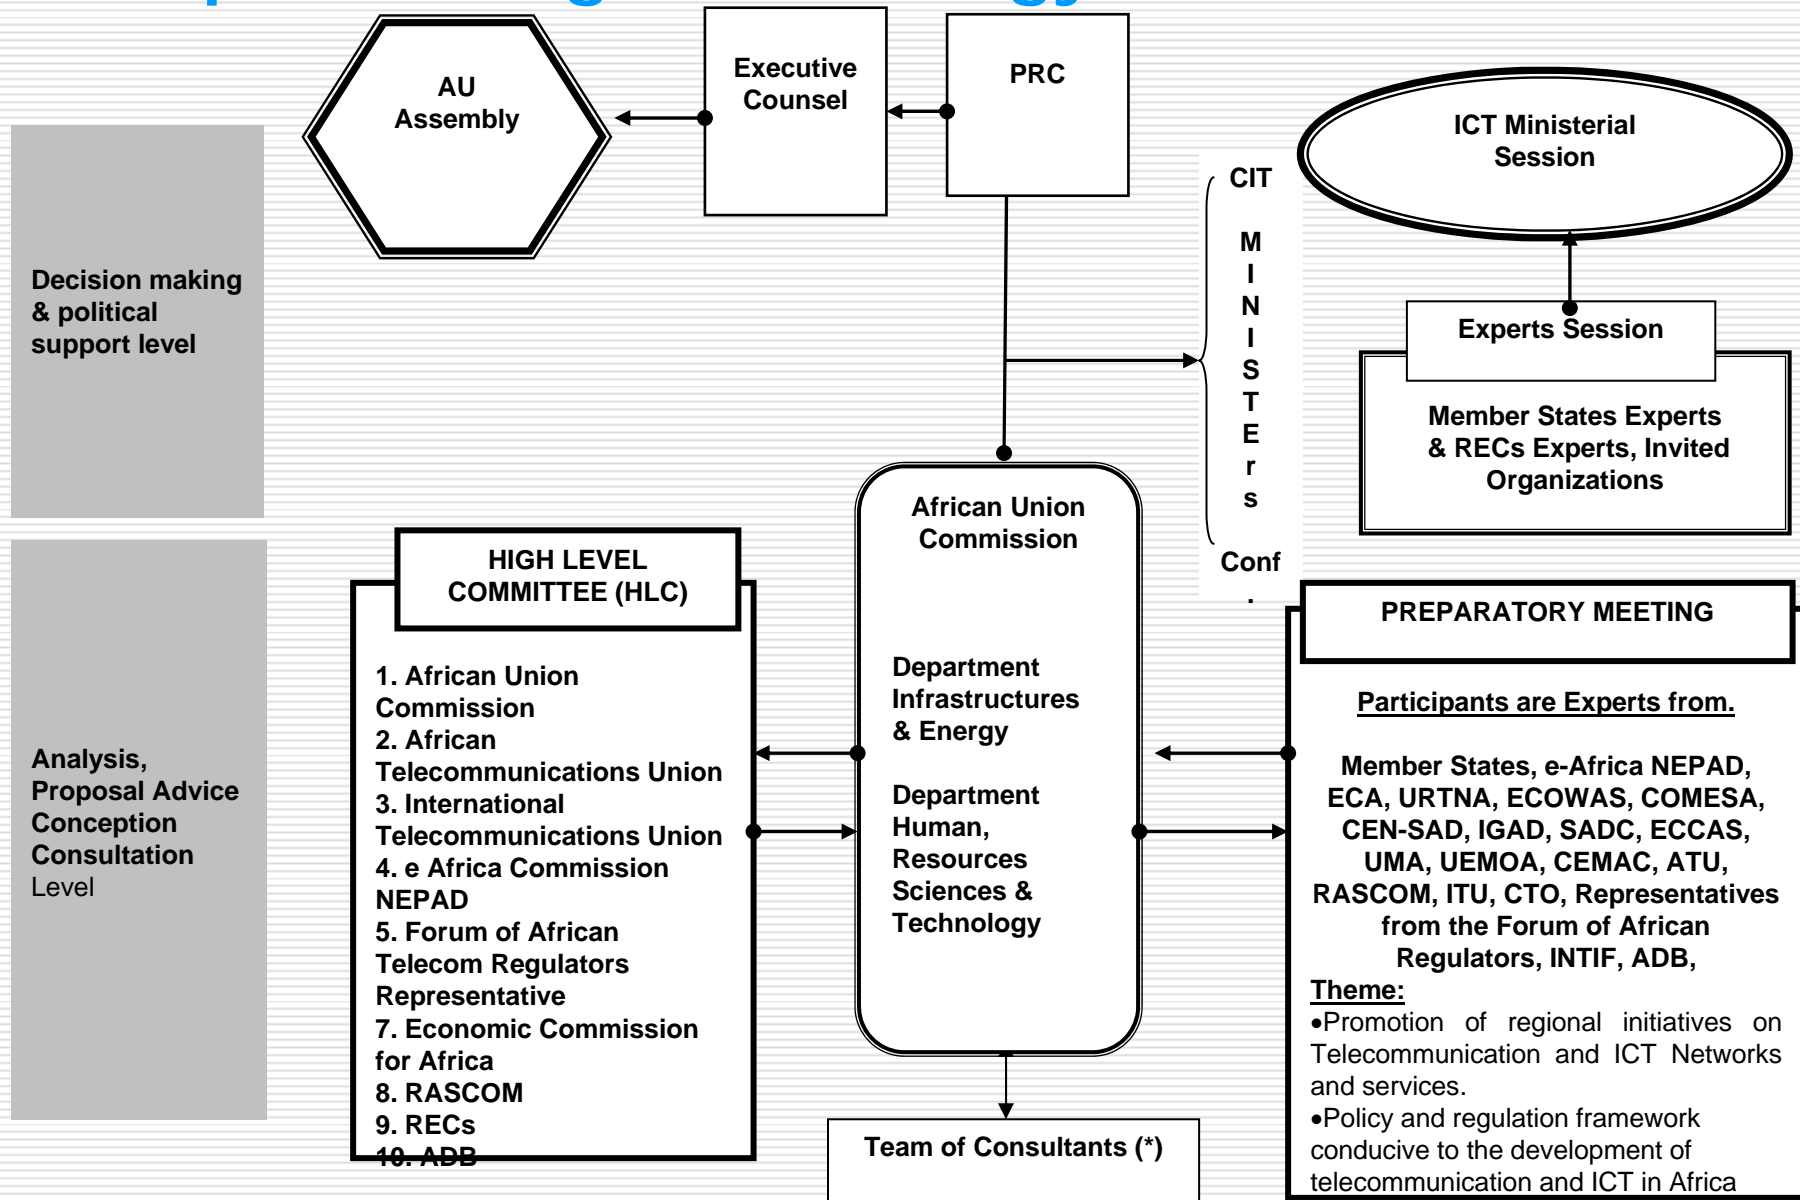 AU
Assembly
Executive
Counsel
PRC
ICT Ministerial
Session
CIT
M
I
N
I
S
T
E
r
s
Conf
.
Experts Session
Member States Experts
& RECs Experts, Invited
Organizations
Decision making
& political
support level
Analysis,
Proposal Advice
Conception
Consultation
Level
HIGH LEVEL
COMMITTEE (HLC)
1. African Union
Commission
2. African
Telecommunications Union
3. International
Telecommunications Union
4. e Africa Commission
NEPAD
5. Forum of African
Telecom Regulators
Representative
7. Economic Commission
for Africa
8. RASCOM
9. RECs
10. ADB
African Union
Commission
Department
Infrastructures
& Energy
Department
Human,
Resources
Sciences &
Technology
Team of Consultants (*)
PREPARATORY MEETING
Participants are Experts from.
Member States, e-Africa NEPAD,
ECA, URTNA, ECOWAS, COMESA,
CEN-SAD, IGAD, SADC, ECCAS,
UMA, UEMOA, CEMAC, ATU,
RASCOM, ITU, CTO, Representatives
from the Forum of African
Regulators, INTIF, ADB,
Theme:
•Promotion of regional initiatives on
Telecommunication and ICT Networks
and services.
•Policy and regulation framework
conducive to the development of
telecommunication and ICT in Africa